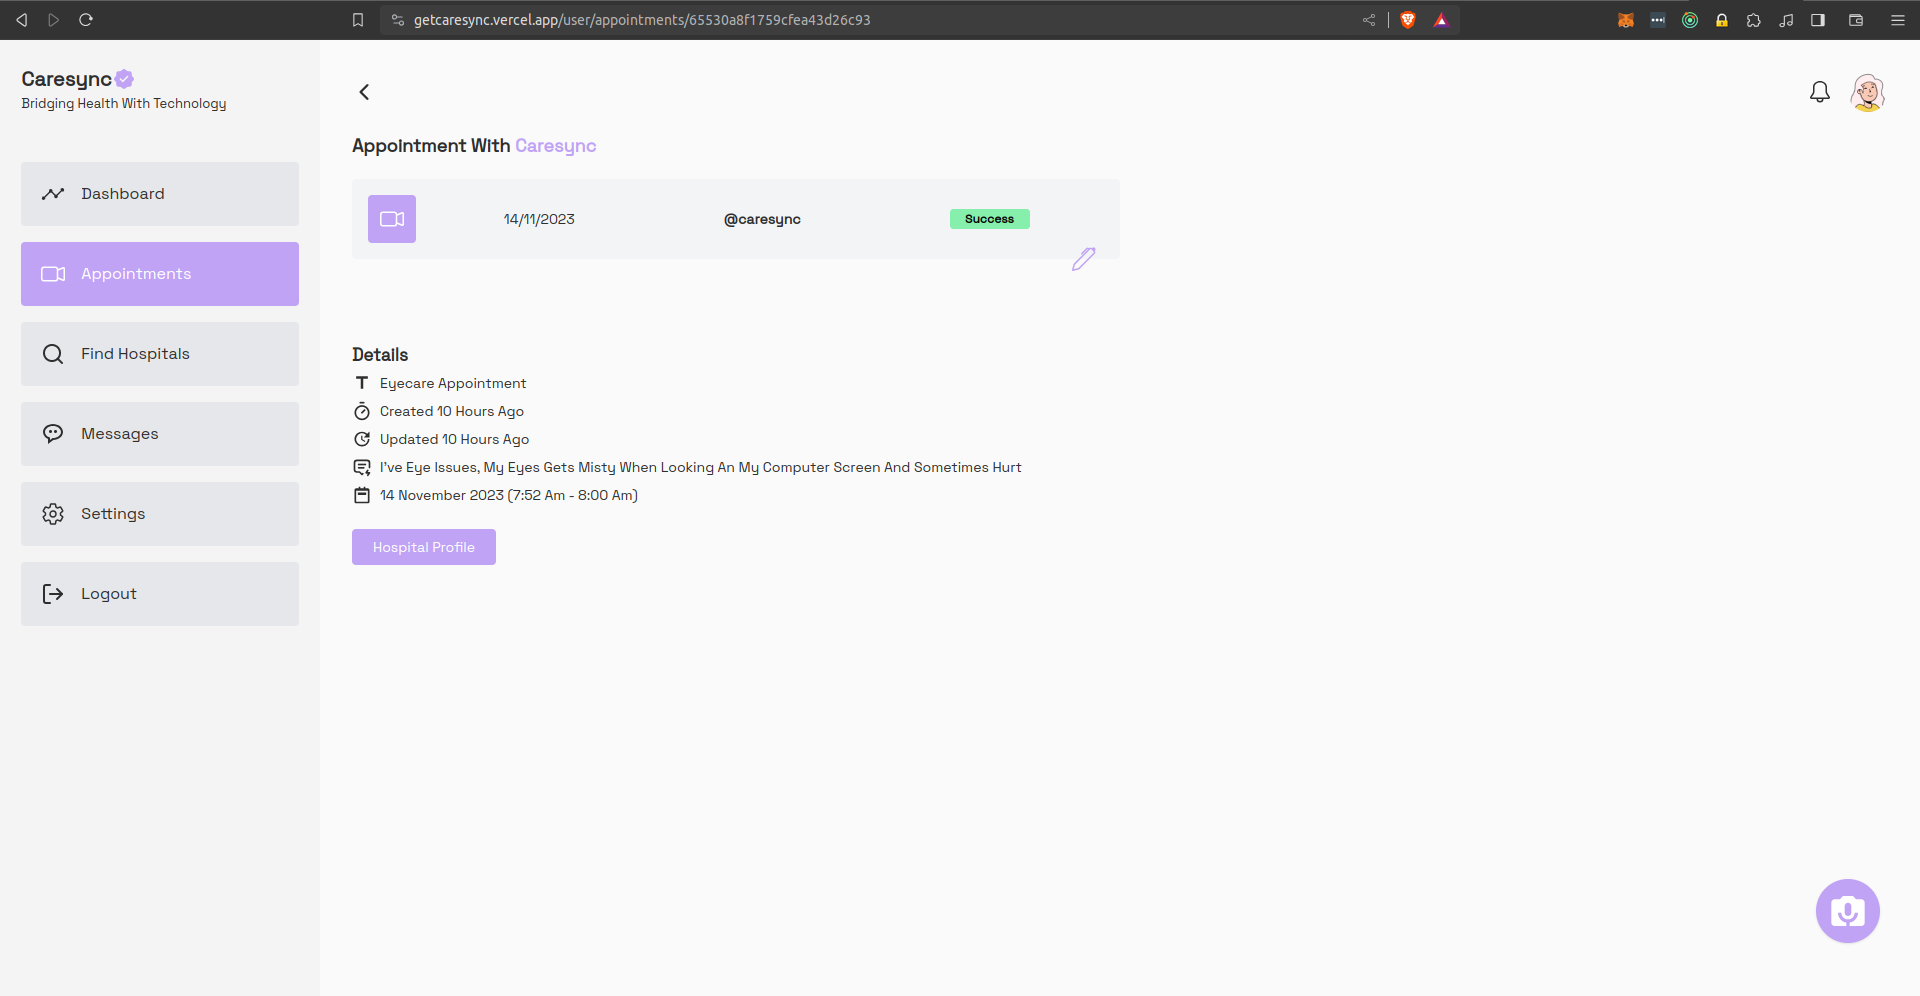 getcaresync.vercel.app/user/appointments/65530a8f1759cfea43d26c93
Caresync
Bridging Health With Technology
Dashboard
Appointments
Find Hospitals
Messages
Settings
Logout
Appointment With Caresync
14/11/2023
@caresync
Success
Details
Eyecare Appointment
Created 10 Hours Ago
Updated 10 Hours Ago
I've Eye Issues, My Eyes Gets Misty When Looking An My Computer Screen And Sometimes Hurt
14 November 2023 (7:52 Am - 8:00 Am)
Hospital Profile